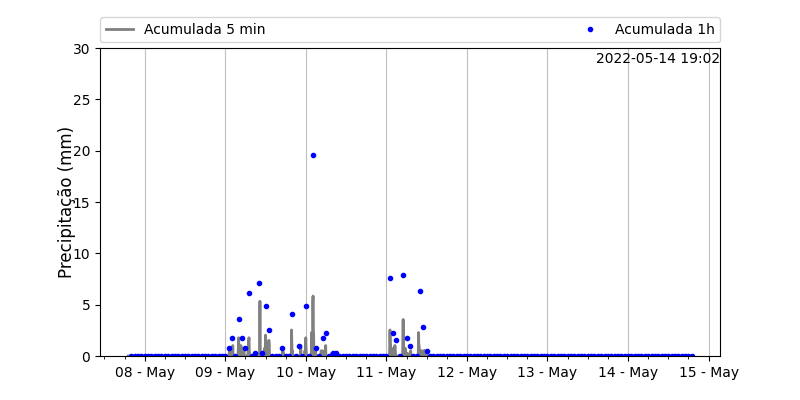 Acumulada 5 min
Acumulada 1h
2022-05-14 19:02
Precipitação (mm)
30
25
20
15
10
5
0
08 - May
09 - May
10 - May
11 - May
12 - May
13 - May
14 - May
15 - May